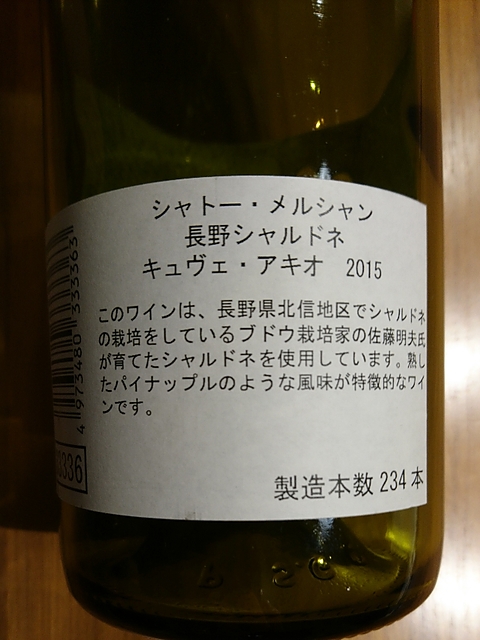 シャトー・メルシャン
長野シャルドネ
キュヴェ・アキオ 2015
このワインは、長野県北信地区でシャルドネ
の栽培をしているブドウ栽培家の佐藤明夫氏
が育てたシャルドネを使用しています。熟し
たパイナップルのような風味が特徴的なワイ
ンです。
製造本数 234 本
4 973480 333363
3336